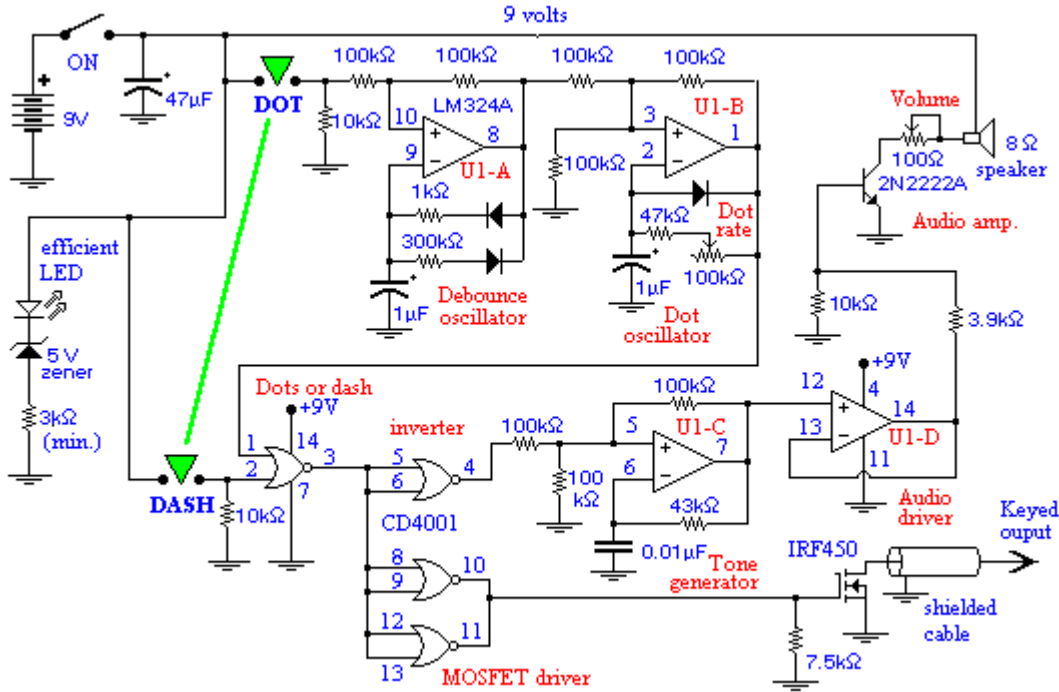 9 volts
ON
9V
47µF
DOT
100kΩ
100kΩ
100kΩ
100kΩ
10kΩ
LM324A
10
9
8
U1-A
1kΩ
300kΩ
1µF
Debounce
oscillator
100kΩ
3
2
1
U1-B
47kΩ
Dot
rate
100kΩ
1µF
Dot
oscillator
Volume
100Ω
8 Ω
speaker
2N2222A
Audio amp.
efficient
LED
5 V
zener
3kΩ
(min.)
DASH
10kΩ
Dots or dash
+9V
1
2
14
3
7
inverter
5
6
4
CD4001
8
9
10
12
13
11
MOSFET driver
100kΩ
100
kΩ
100kΩ
5
6
7
U1-C
43kΩ
0.01µF
Tone
generator
10kΩ
3.9kΩ
+9V
12
13
4
14
11
U1-D
Audio
driver
IRF450
Keyed
ouput
shielded
cable
7.5kΩ